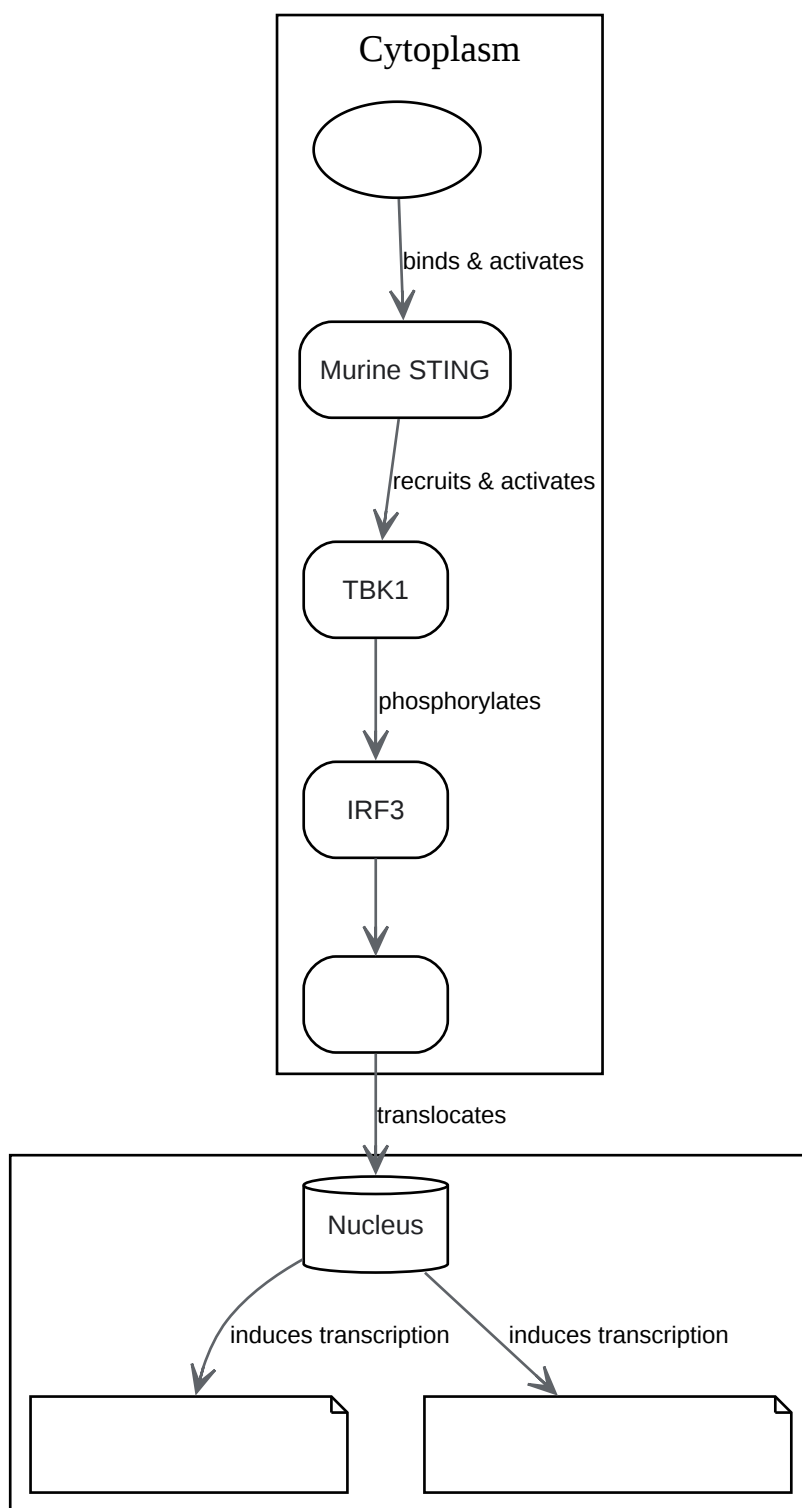 Cytoplasm
binds & activates
Murine STING
recruits & activates
TBK1
phosphorylates
IRF3
translocates
Nucleus
induces transcription
induces transcription